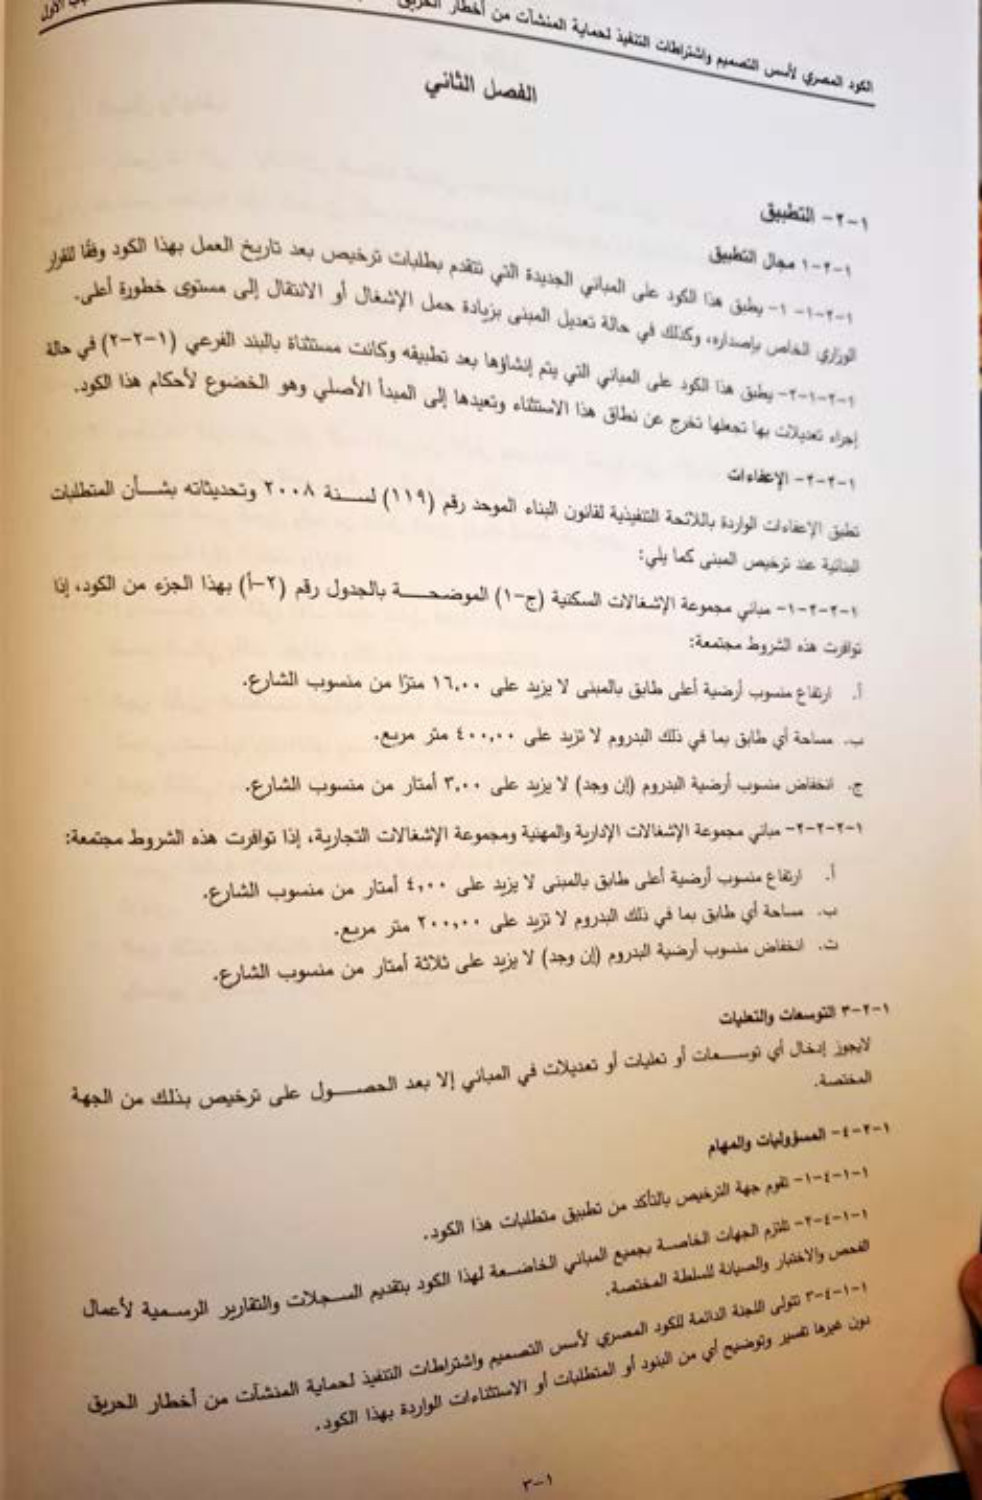 الكود المصري لأسس التصميم واشتراطات التنفيذ لحماية المنشآت من أخطار الحريق
الأول
الفصل الثاني
١-٢- التطبيق
١-٢-١ مجال التطبيق
١-٢-١- ١- يطبق هذا الكود على المباني الجديدة التي تتقدم بطلبات ترخيص بعد تاريخ العمل بهذا الكود وفقًا للقرار
الوزاري الخاص بإصداره، وكذلك في حالة تعديل المبنى بزيادة حمل الإشغال أو الانتقال إلى مستوى خطورة أعلى.
١-٢-١-٢- يطبق هذا الكود على المباني التي يتم إنشاؤها بعد تطبيقه وكانت مستثناة بالبند الفرعي (١-٢-٢) في حالة
إجراء تعديلات بها تجعلها تخرج عن نطاق هذا الاستثناء وتعيدها إلى المبدأ الأصلي وهو الخضوع لأحكام هذا الكود.
١-٢-٢- الإعفاءات
تطبق الإعفاءات الواردة باللائحة التنفيذية لقانون البناء الموحد رقم (١١٩) لسنة ٢٠٠٨ وتحديثاته بشأن المتطلبات
البنائية عند ترخيص المبنى كما يلي:
١-٢-٢-١- مباني مجموعة الإشغالات السكنية (ج-١) الموضحة بالجدول رقم (٢-أ) بهذا الجزء من الكود، إذا
توافرت هذه الشروط مجتمعة:
أ. ارتفاع منسوب أرضية أعلى طابق بالمبنى لا يزيد على ١٦,٠٠ مترًا من منسوب الشارع.
ب. مساحة أي طابق بما في ذلك البدروم لا تزيد على ٤٠٠,٠٠ متر مربع.
ج. انخفاض منسوب أرضية البدروم (إن وجد) لا يزيد على ٣,٠٠ أمتار من منسوب الشارع.
١-٢-٢-٢- مباني مجموعة الإشغالات الإدارية والمهنية ومجموعة الإشغالات التجارية، إذا توافرت هذه الشروط مجتمعة:
أ. ارتفاع منسوب أرضية أعلى طابق بالمبنى لا يزيد على ٤,٠٠ أمتار من منسوب الشارع.
ب. مساحة أي طابق بما في ذلك البدروم لا تزيد على ٢٠٠,٠٠ متر مربع.
ت. انخفاض منسوب أرضية البدروم (إن وجد) لا يزيد على ثلاثة أمتار من منسوب الشارع.
١-٢-٣ التوسعات والتعليات
لايجوز إدخال أي توسعات أو تعليات أو تعديلات في المباني إلا بعد الحصول على ترخيص بذلك من الجهة
المختصة.
١-٢-٤- المسؤوليات والمهام
١-١-٤-١- تقوم جهة الترخيص بالتأكد من تطبيق متطلبات هذا الكود.
١-١-٤-٢- تلتزم الجهات الخاصة بجميع المباني الخاضعة لهذا الكود بتقديم السجلات والتقارير الرسمية لأعمال
الفحص والاختبار والصيانة للسلطة المختصة.
١-١-٤-٣ تتولى اللجنة الدائمة للكود المصري لأسس التصميم واشتراطات التنفيذ لحماية المنشآت من أخطار الحريق
دون غيرها تفسير وتوضيح أي من البنود أو المتطلبات أو الاستثناءات الواردة بهذا الكود.
١-٣